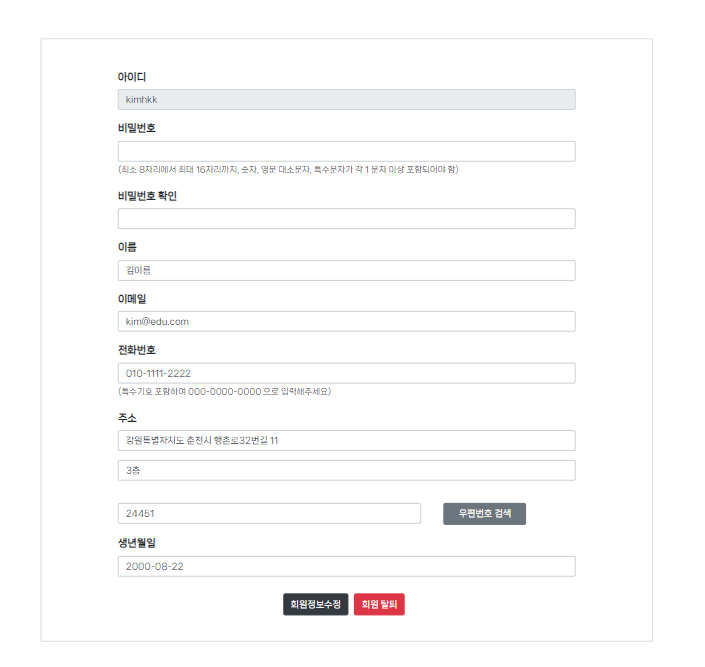 아이디
kimhkk
비밀번호
(최소 8자리에서 최대 16자리까지, 숫자, 영문 대소문자, 특수문자가 각 1 문자 이상 포함되어야 함)
비밀번호 확인
이름
김이름
이메일
kim@edu.com
전화번호
010-1111-2222
(특수기호 포함하여 000-0000-0000 으로 입력해주세요)
주소
강원특별자치도 춘천시 행촌로32번길 11
3층
24451 우편번호 검색
생년월일
2000-08-22
회원정보수정 회원 탈퇴